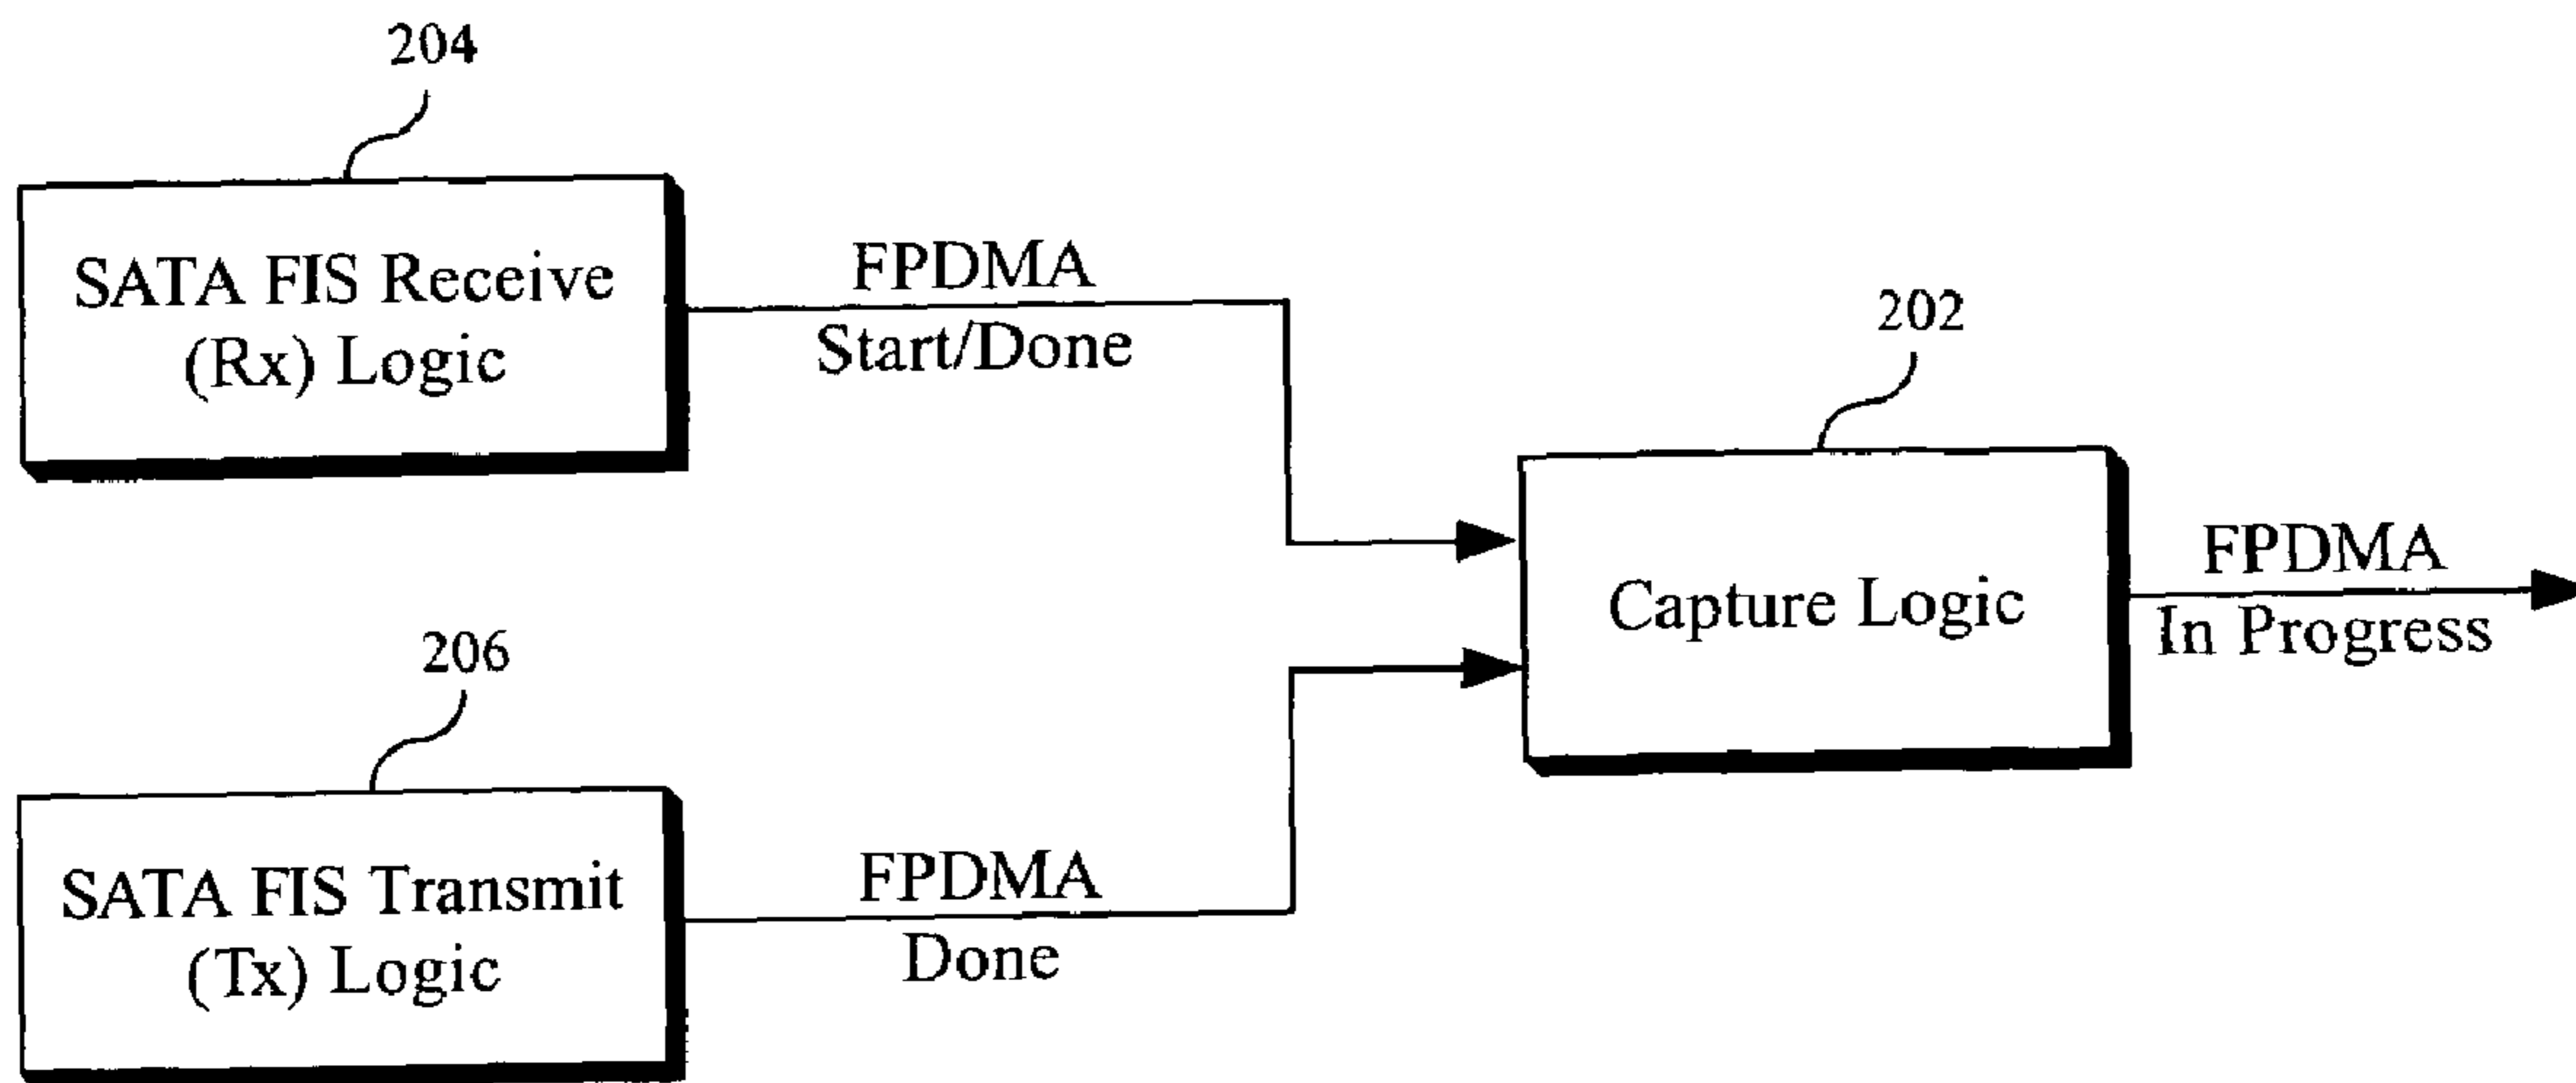 204
SATA FIS Receive
(Rx) Logic
FPDMA
Start/Done
202
Capture Logic
FPDMA
In Progress
206
SATA FIS Transmit
(Tx) Logic
FPDMA
Done